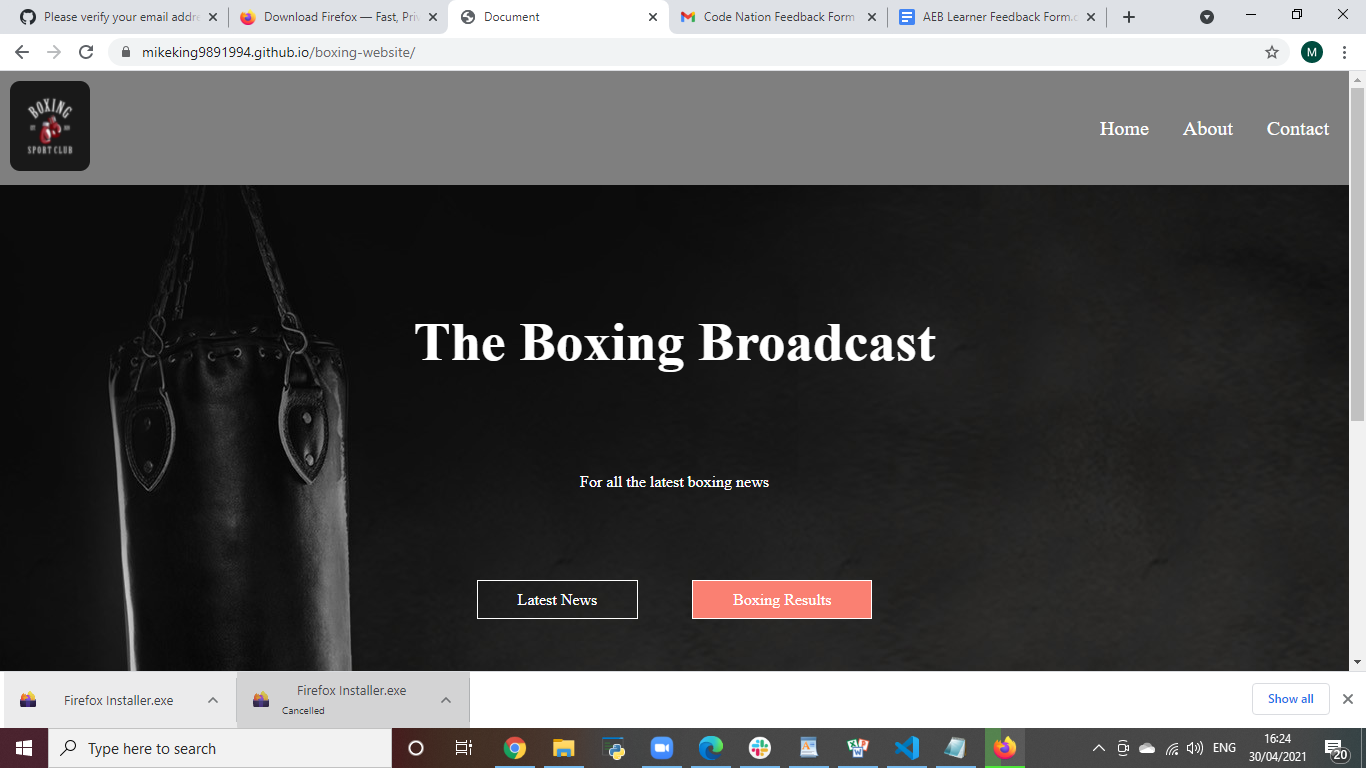 Please verify your email addre
Download Firefox — Fast, Priv
Document
Code Nation Feedback Form
AEB Learner Feedback Form.d
mikeking9891994.github.io/boxing-website/
M
BOXING
SPORT CLUB
Home
About
Contact
The Boxing Broadcast
For all the latest boxing news
Latest News
Boxing Results
Firefox Installer.exe
Firefox Installer.exe
Cancelled
Show all
Type here to search
ENG
16:24
30/04/2021
20